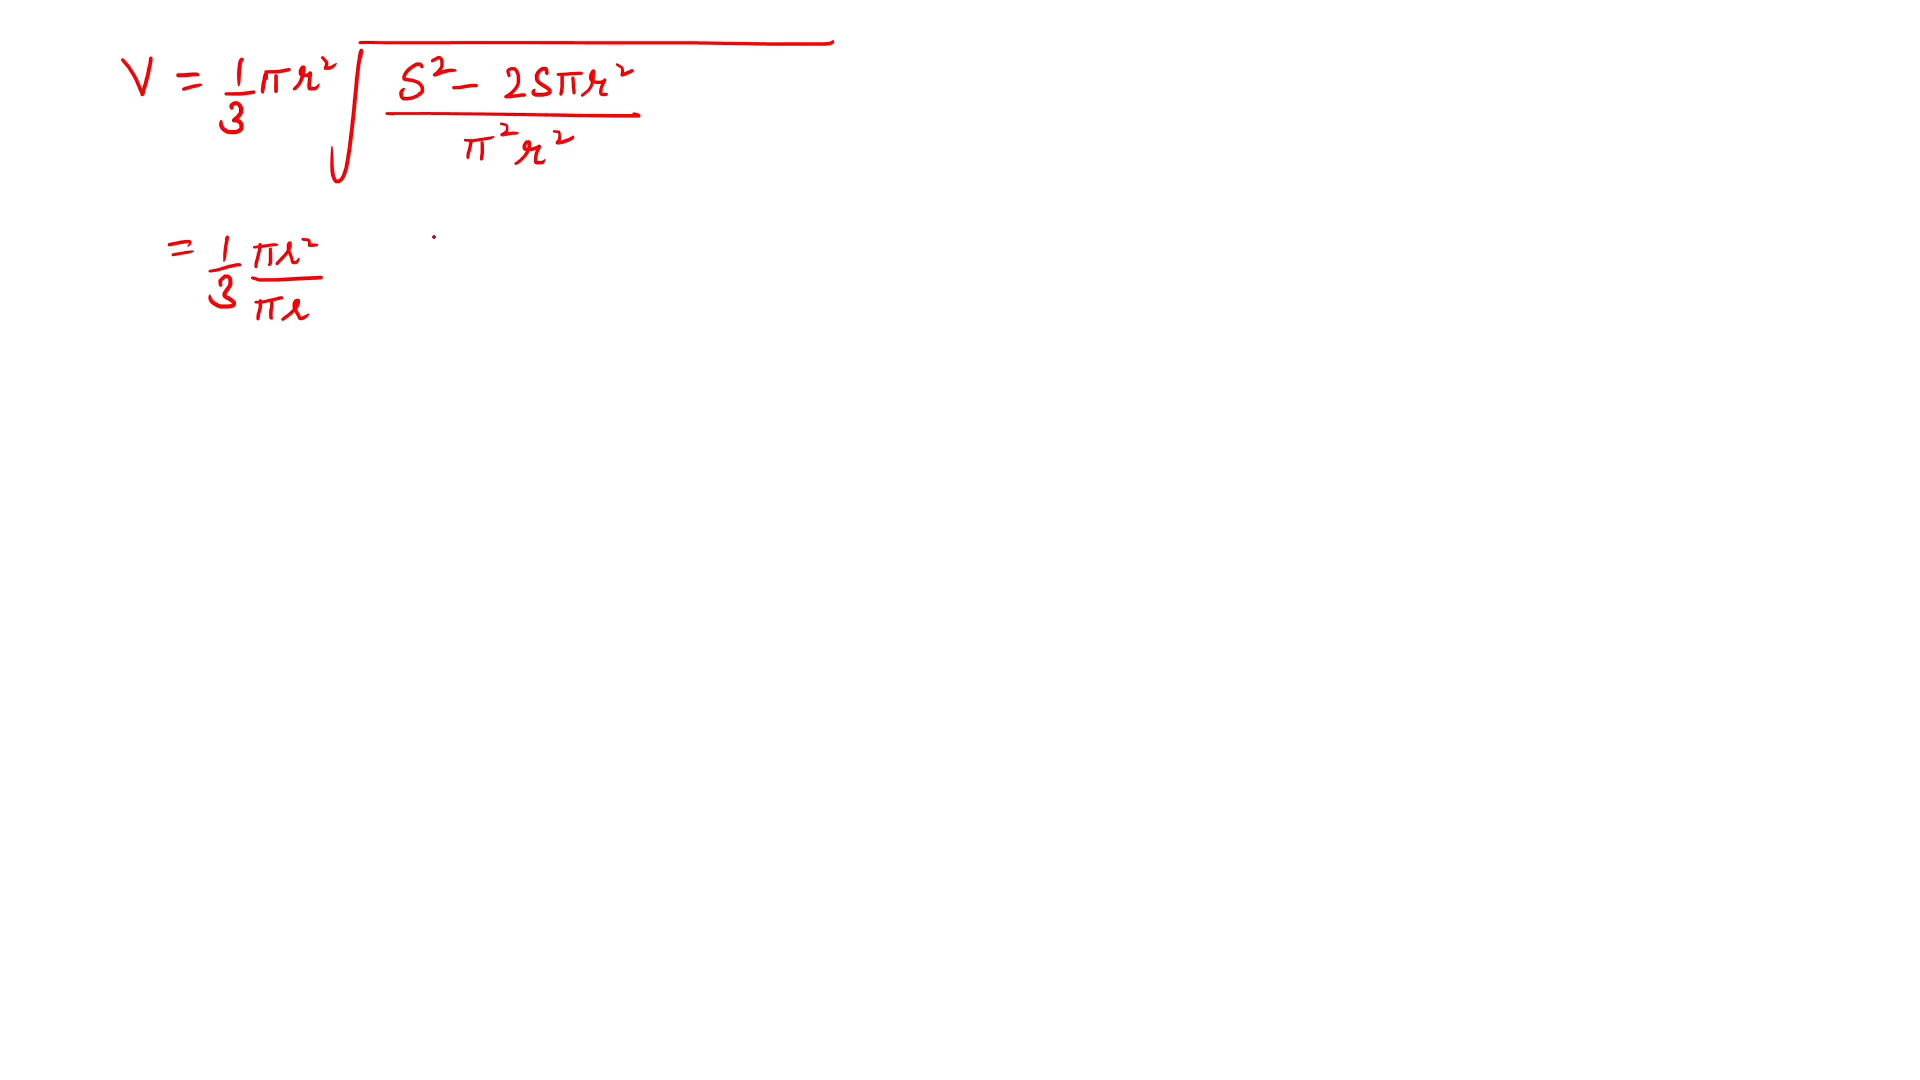 V = 1/3 πr² √((S² − 2Sπr²)/(π²r²))
= 1/3 πr²/πr